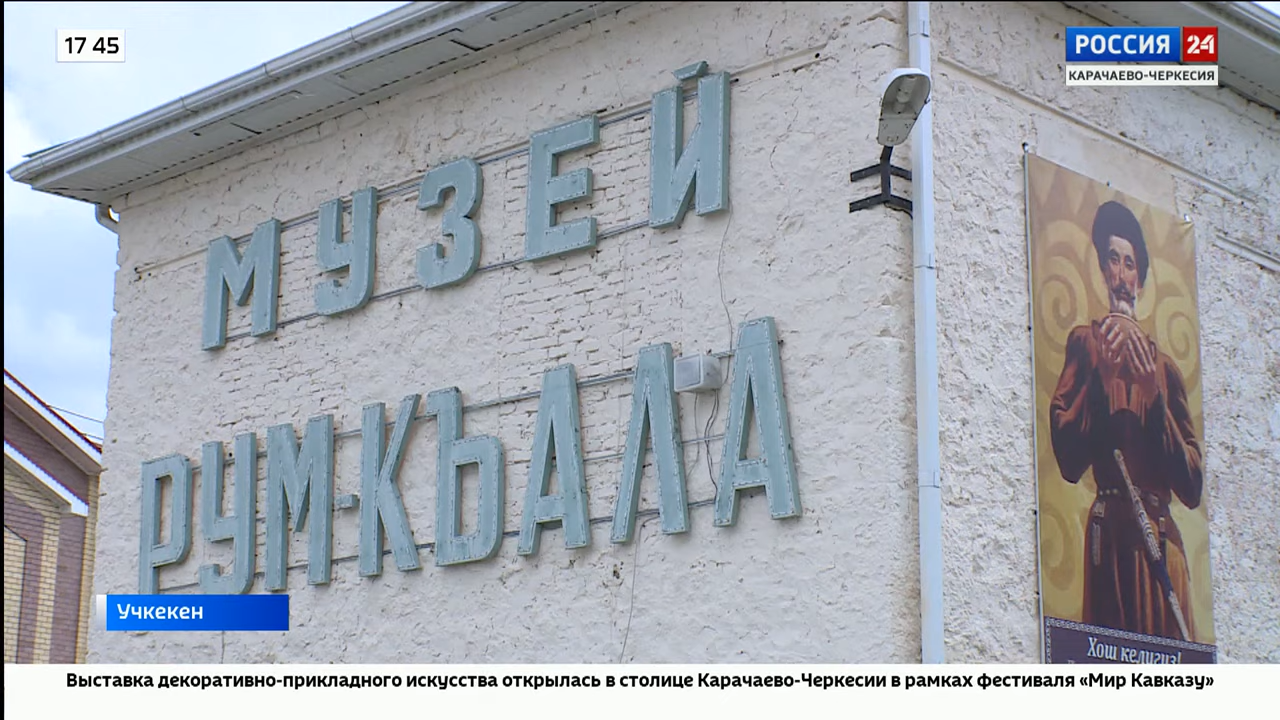 17 45
РОССИЯ 24
КАРАЧАЕВО-ЧЕРКЕСИЯ
МУЗЕЙ
РУМ-КЪАЛА
Хош келигиз!
Учкекен
Выставка декоративно-прикладного искусства открылась в столице Карачаево-Черкесии в рамках фестиваля «Мир Кавказу»